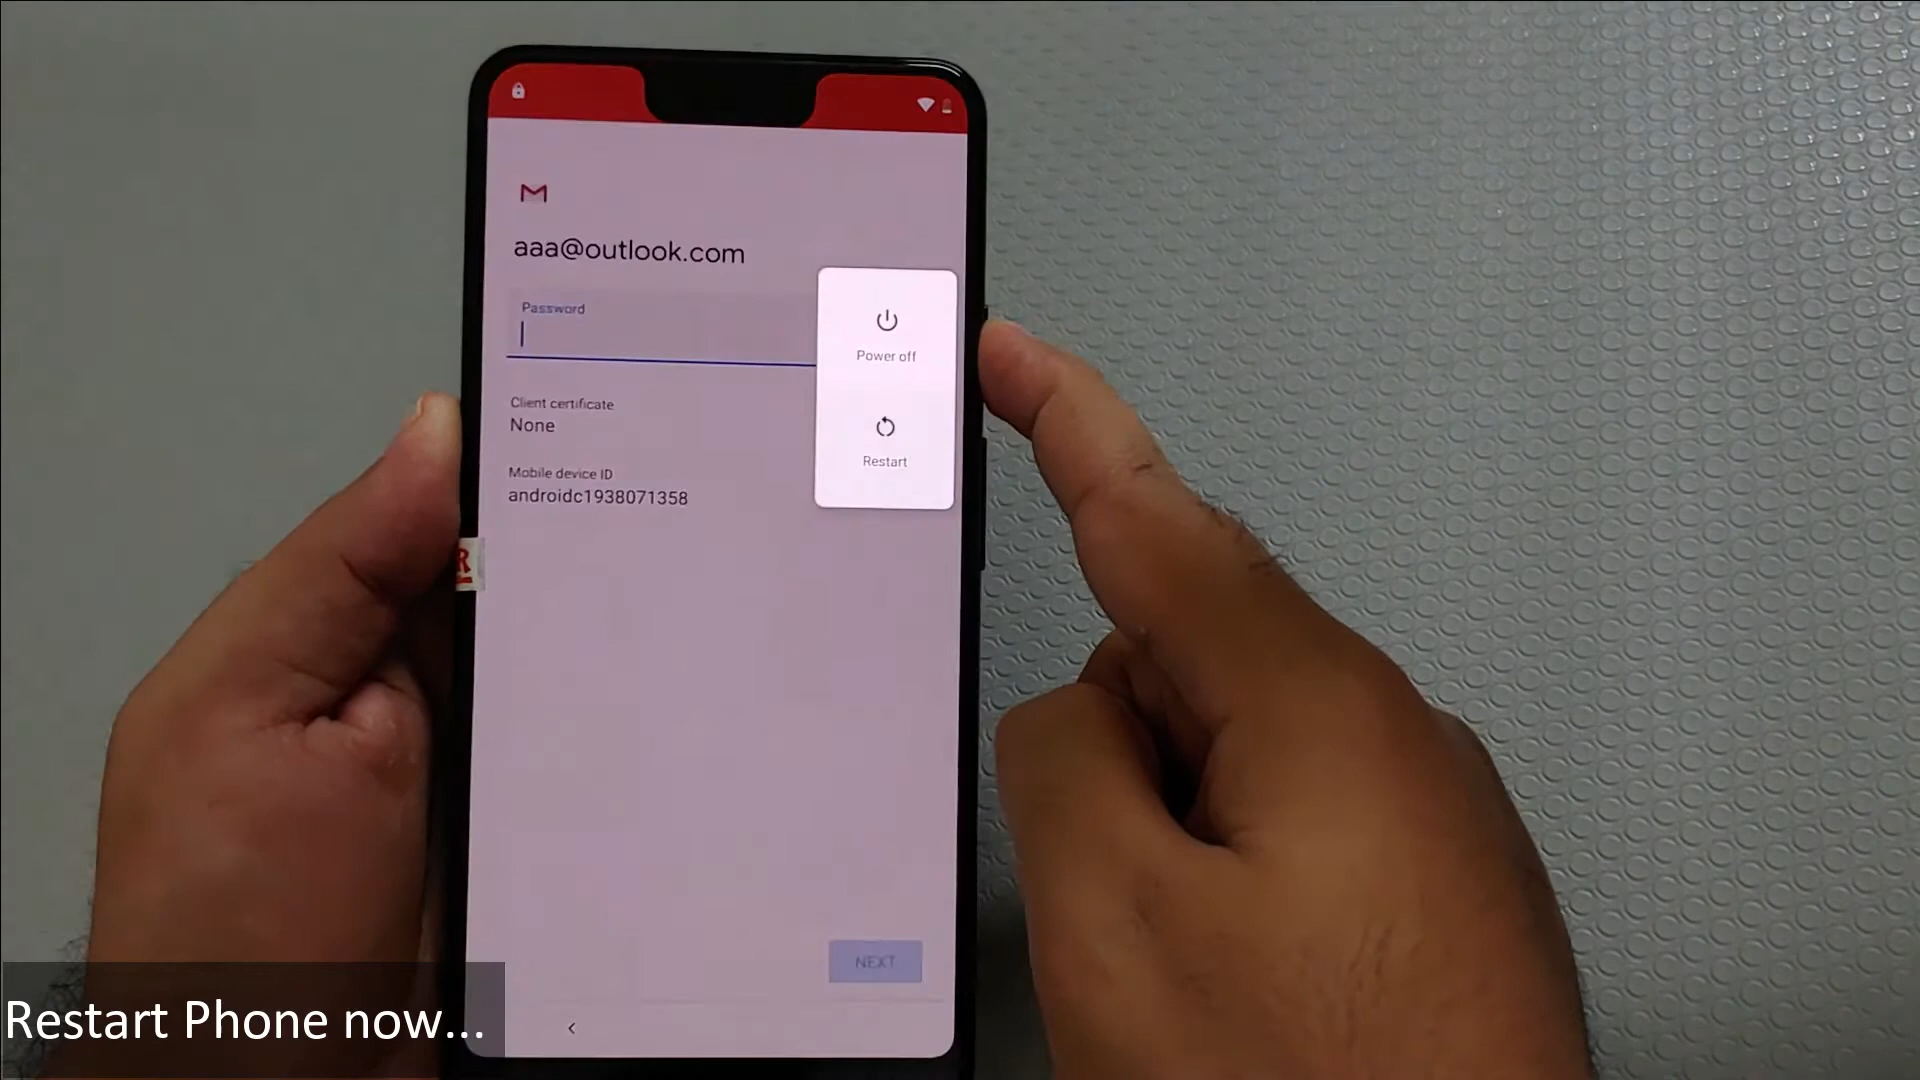 aaa@outlook.com
Password
Power off
Client certificate
None
Restart
Mobile device ID
androidc1938071358
R
NEXT
Restart Phone now...